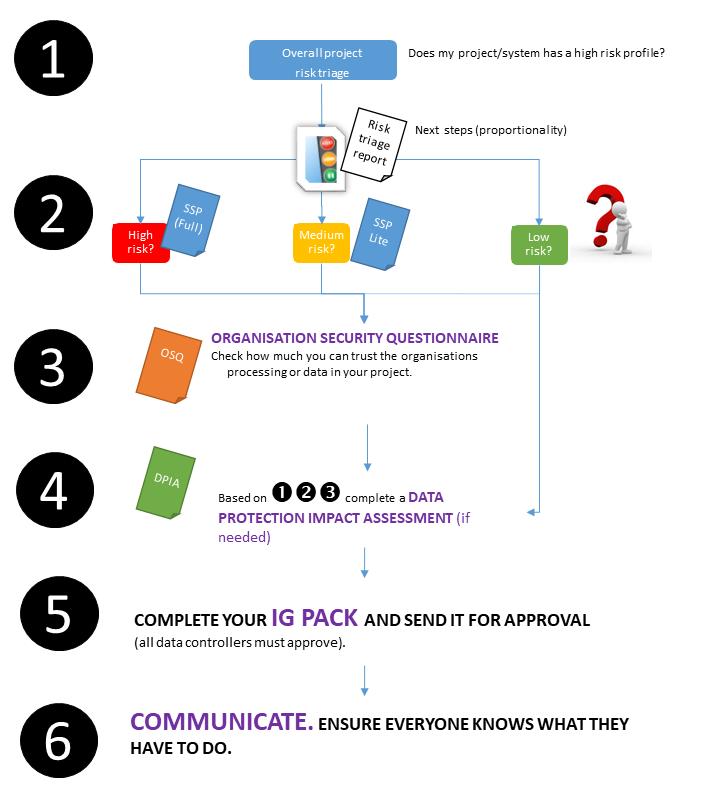 1
Overall project
risk triage
Does my project/system has a high risk profile?
Risk
triage
report
Next steps (proportionality)
2
SSP
(Full)
High
risk?
Medium
risk?
SSP
Lite
Low
risk?
?
3
OSQ
ORGANISATION SECURITY QUESTIONNAIRE
Check how much you can trust the organisations
processing or data in your project.
4
DPIA
Based on ❶ ❷ ❸ complete a DATA
PROTECTION IMPACT ASSESSMENT (if
needed)
5
COMPLETE YOUR IG PACK AND SEND IT FOR APPROVAL
(all data controllers must approve).
6
COMMUNICATE. ENSURE EVERYONE KNOWS WHAT THEY
HAVE TO DO.